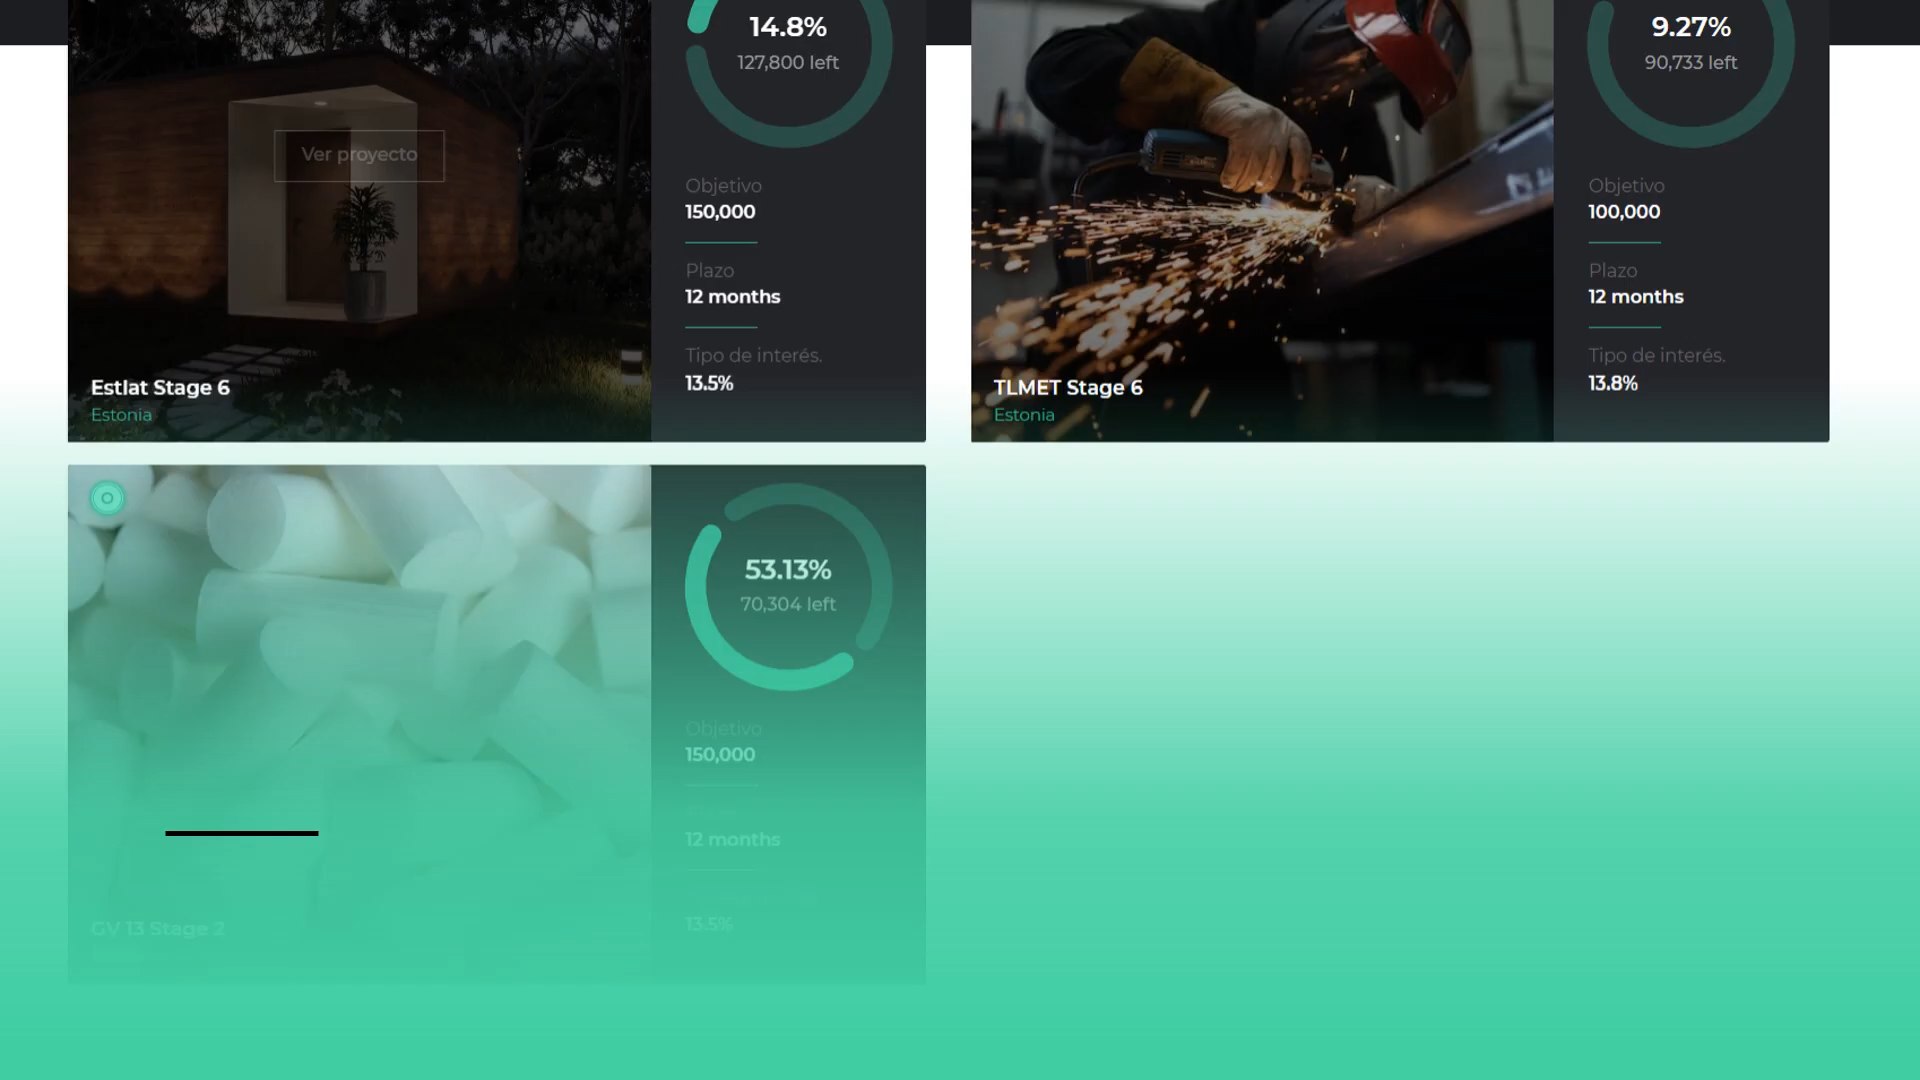 14.8%
127,800 left
Ver proyecto
Objetivo
150,000
Plazo
12 months
Tipo de interés.
13.5%
Estlat Stage 6
Estonia
9.27%
90,733 left
Objetivo
100,000
Plazo
12 months
Tipo de interés.
13.8%
TLMET Stage 6
Estonia
53.13%
70,304 left
Objetivo
150,000
12 months
13.5%
GV 13 Stage 2